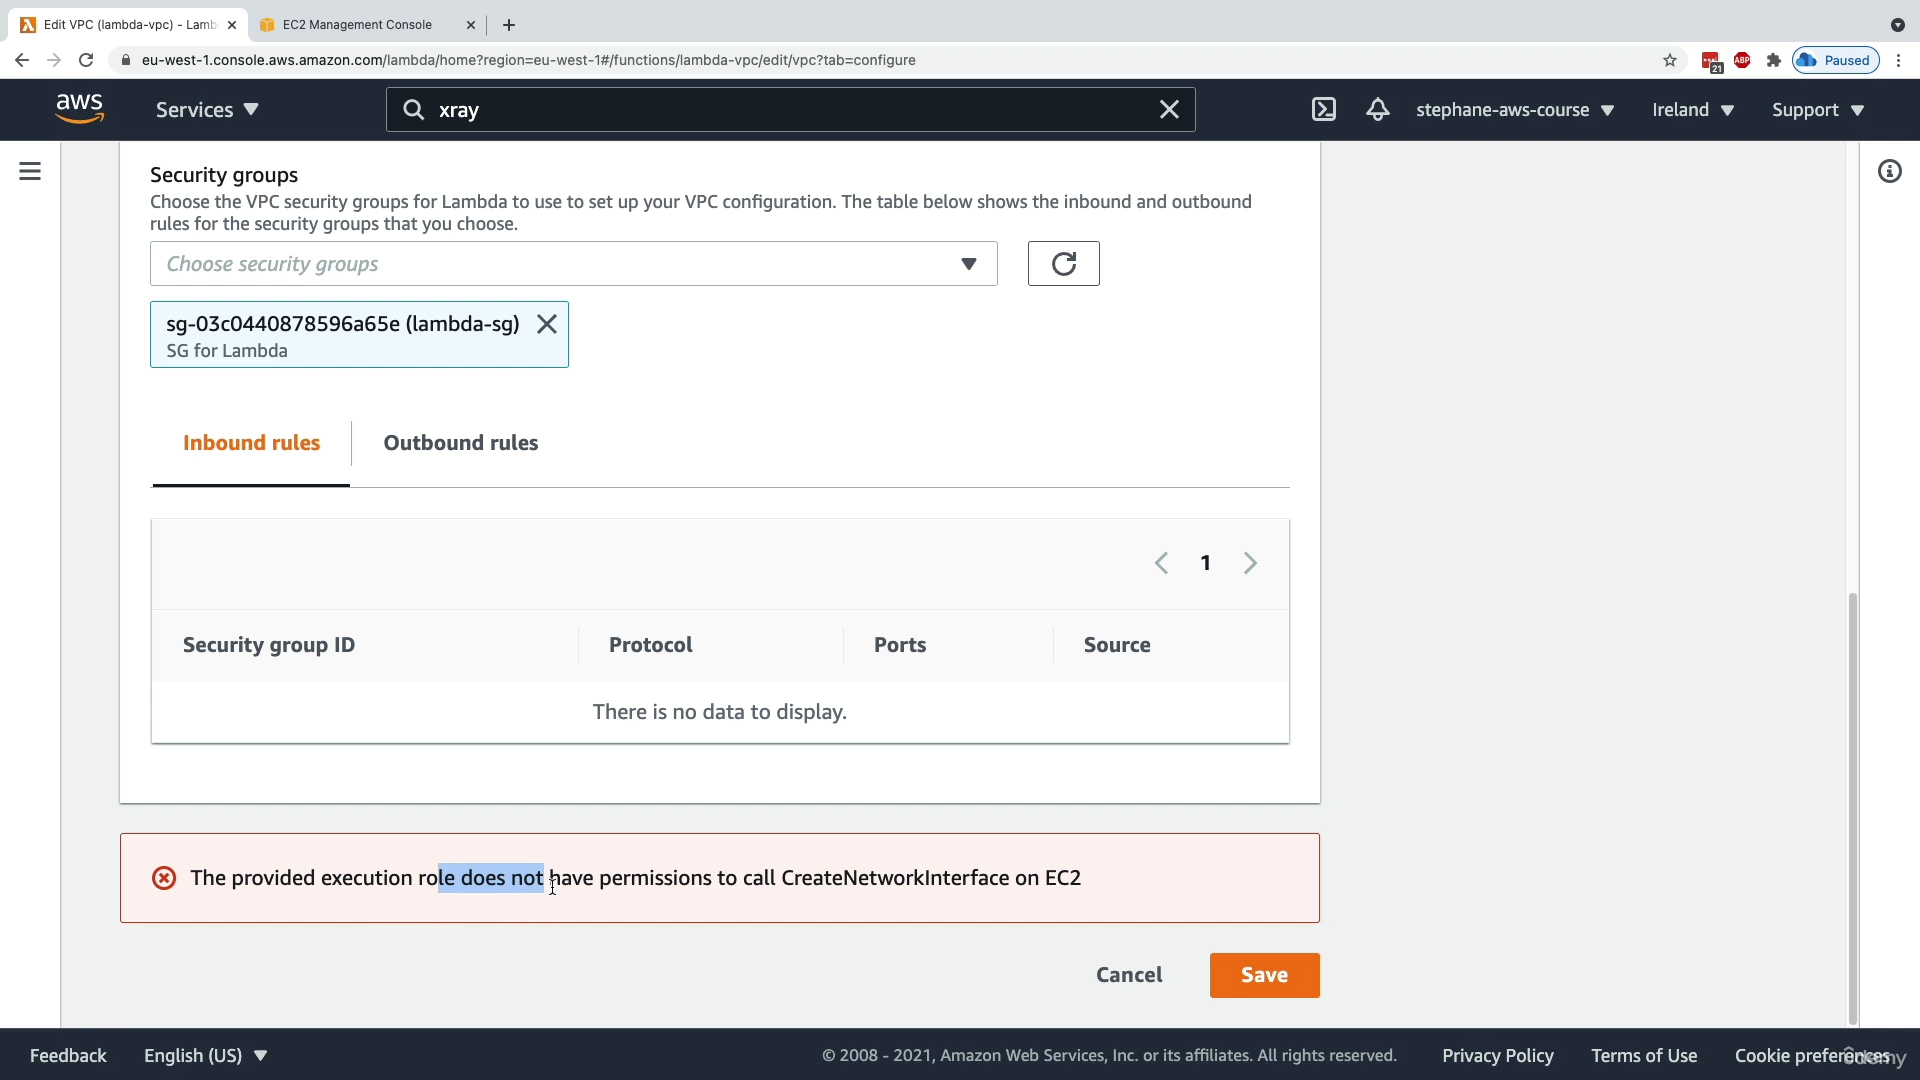 Edit VPC (lambda-vpc) - Lamb
EC2 Management Console
eu-west-1.console.aws.amazon.com/lambda/home?region=eu-west-1#/functions/lambda-vpc/edit/vpc?tab=configure
21
ABP
Paused
aws
Services
xray
stephane-aws-course
Ireland
Support
Security groups
Choose the VPC security groups for Lambda to use to set up your VPC configuration. The table below shows the inbound and outbound
rules for the security groups that you choose.
Choose security groups
sg-03c0440878596a65e (lambda-sg)
SG for Lambda
Inbound rules
Outbound rules
1
Security group ID
Protocol
Ports
Source
There is no data to display.
The provided execution role does not have permissions to call CreateNetworkInterface on EC2
Cancel
Save
Feedback
English (US)
© 2008 - 2021, Amazon Web Services, Inc. or its affiliates. All rights reserved.
Privacy Policy
Terms of Use
Cookie preferences
ûdemy